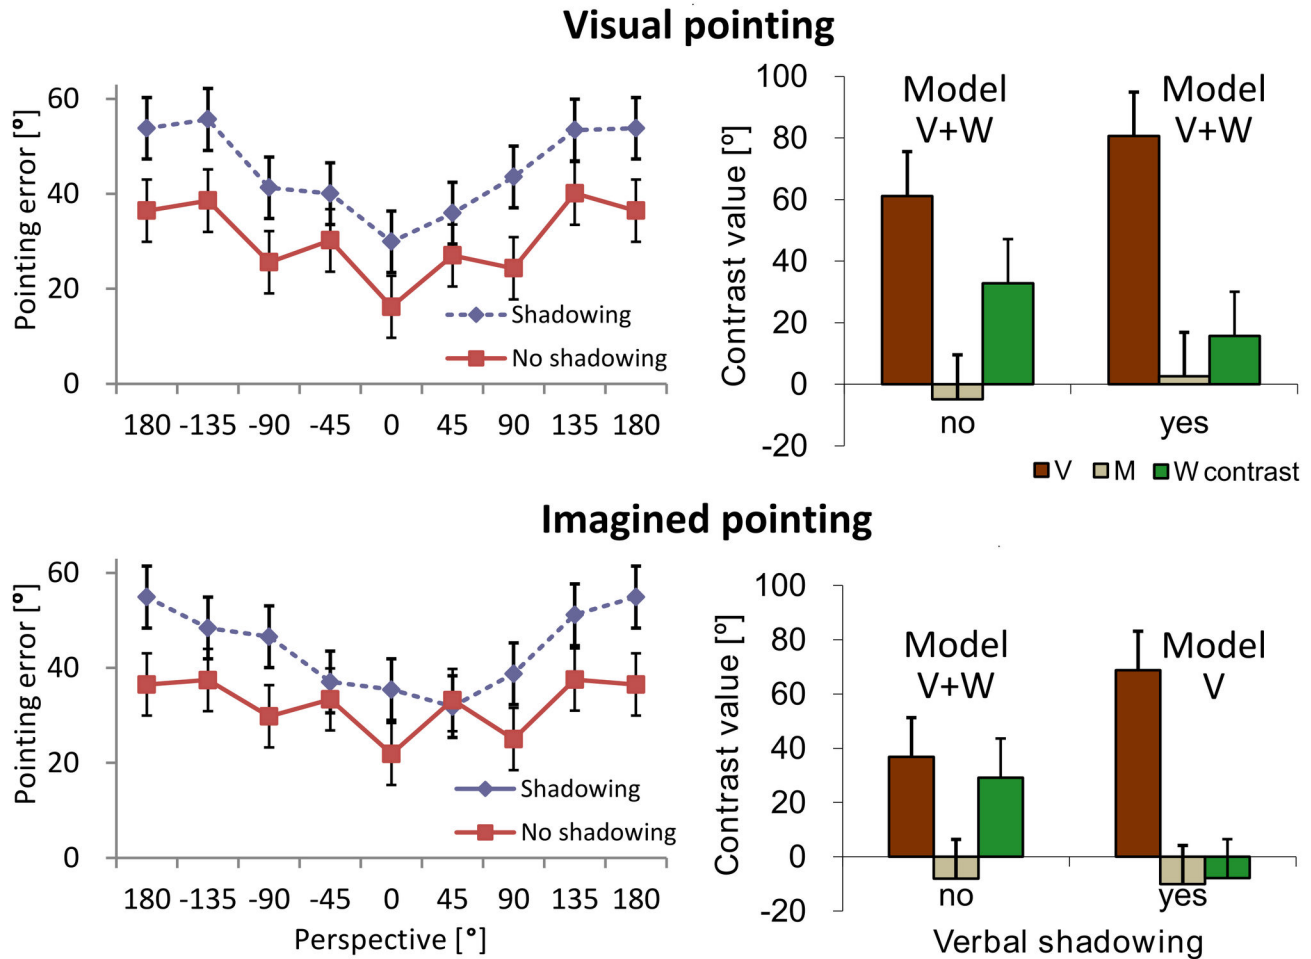 Visual pointing
Pointing error [°]
60
40
20
0
Shadowing
No shadowing
180 -135 -90 -45 0 45 90 135 180
Contrast value [º]
100
80
60
40
20
0
-20
Model
V+W
Model
V+W
no yes
V M W contrast
Imagined pointing
Pointing error [°]
60
40
20
0
Shadowing
No shadowing
180 -135 -90 -45 0 45 90 135 180
Perspective [°]
Contrast value [º]
100
80
60
40
20
0
-20
Model
V+W
Model
V
no yes
Verbal shadowing